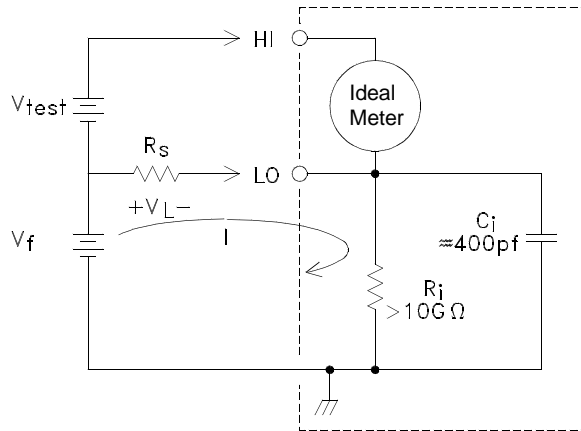 HI
Ideal
Meter
Vtest
Rs
LO
+VL-
Vf
I
Ci
≈400pf
Ri
>10GΩ